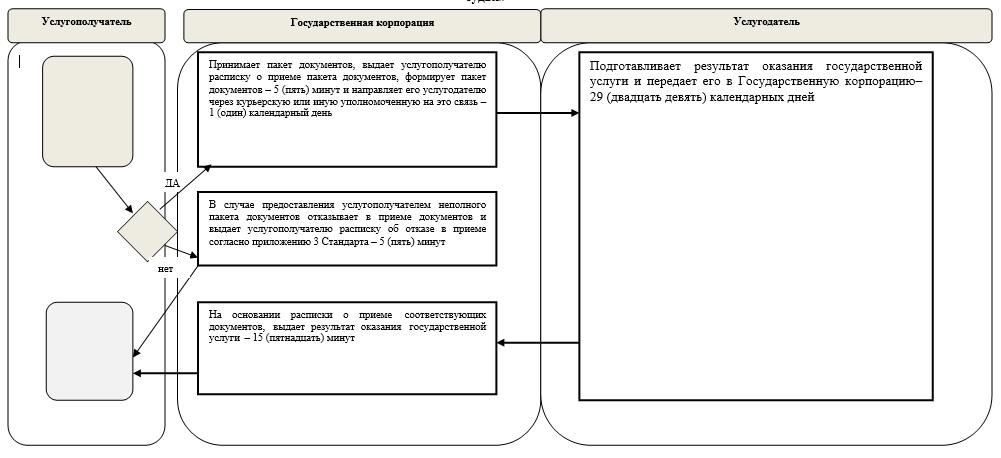 Услугополучатель
Государственная корпорация
Услугодатель
Принимает пакет документов, выдает услугополучателю
расписку о приеме пакета документов, формирует пакет
документов – 5 (пять) минут и направляет его услугодателю
через курьерскую или иную уполномоченную на это связь –
1 (один) календарный день
Подготавливает результат оказания государственной
услуги и передает его в Государственную корпорацию–
29 (двадцать девять) календарных дней
ДА
В случае предоставления услугополучателем неполного
пакета документов отказывает в приеме документов и
выдает услугополучателю расписку об отказе в приеме
согласно приложению 3 Стандарта – 5 (пять) минут
нет
На основании расписки о приеме соответствующих
документов, выдает результат оказания государственной
услуги – 15 (пятнадцать) минут